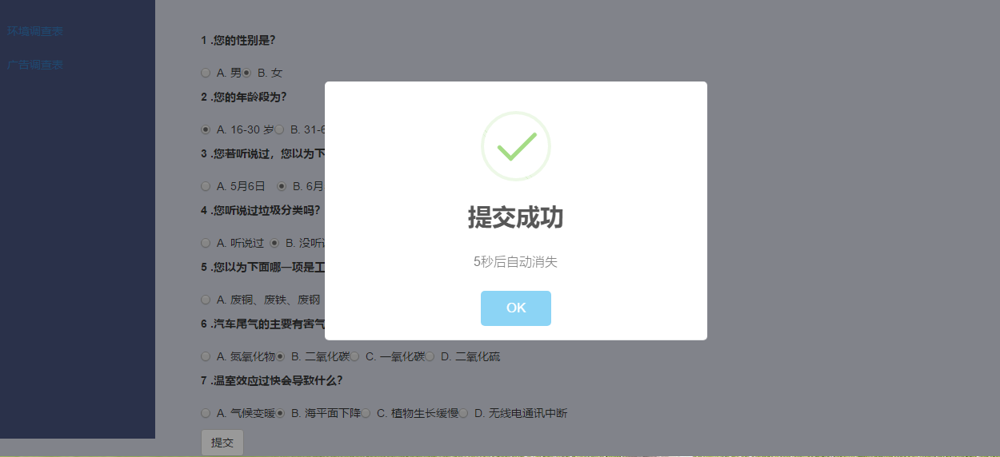 环境调查表
广告调查表
1 .您的性别是?
A. 男 B. 女
2 .您的年龄段为?
A. 16-30 岁 B. 31-6
3 .您若听说过，您以为下
A. 5月6日 B. 6月
4 .您听说过垃圾分类吗?
A. 听说过 B. 没听
5 .您以为下面哪一项是工
A. 废铜、废铁、废钢
6 .汽车尾气的主要有害气
A. 氮氧化物 B. 二氧化碳 C. 一氧化碳 D. 二氧化硫
7 .温室效应过快会导致什么?
A. 气候变暖 B. 海平面下降 C. 植物生长缓慢 D. 无线电通讯中断
提交
提交成功
5秒后自动消失
OK